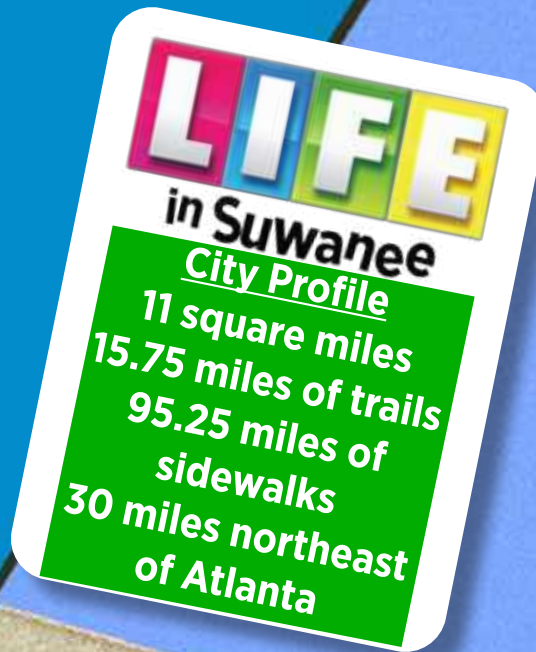 LIFE
in Suwanee
City Profile
11 square miles
15.75 miles of trails
95.25 miles of
sidewalks
30 miles northeast
of Atlanta